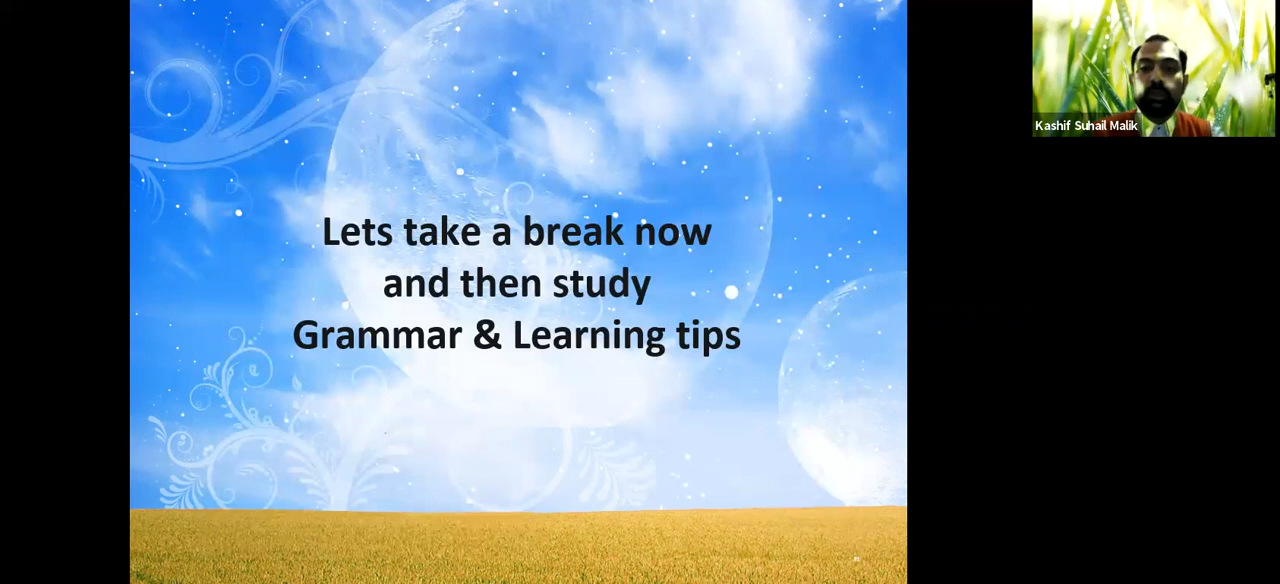 Lets take a break now
and then study
Grammar & Learning tips
Kashif Suhail Malik